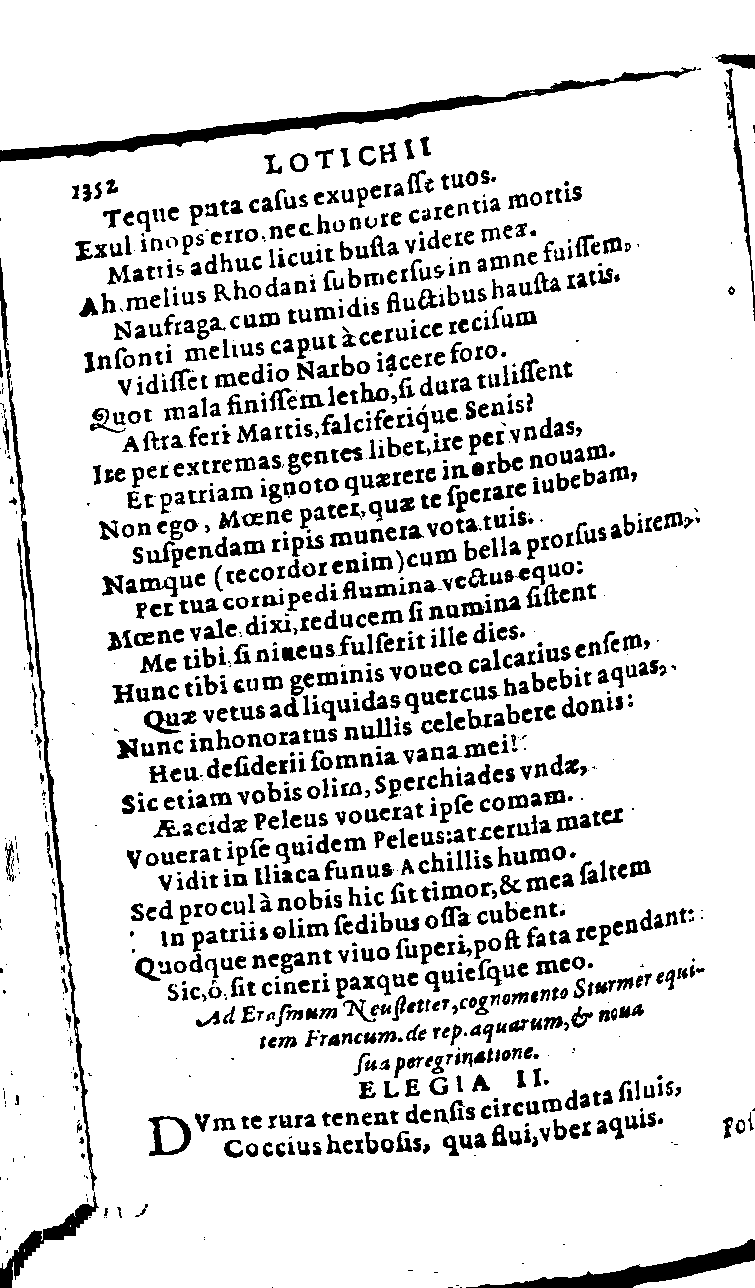 1352 LOTICHII
Teque puta casus exuperasse tuos.
Exul inops erro, nec honore carentia mortis
Matris adhuc licuit busta videre meæ.
Ah, melius Rhodani submersus in amne fuissem,
Naufraga cum tumidis fluctibus hausta ratis.
Insonti melius caput à ceruice recisum
Vidisset medio Narbo iacere foro.
Quot mala finissem letho, si dura tulissent
Astra feri Martis, falciferiqúe Senis?
Ire per extremas gentes libet, ire per vndas,
Et patriam ignoto quærere in orbe nouam.
Non ego, Mœne pater, quæ te sperare iubebam,
Suspendam ripis munera vota tuis.
Namque (recordor enim) cum bella prorsus abirem,
Per tua cornipedi flumina vectus equo:
Mœne vale, dixi, reducem si numina sistent
Me tibi, si niueus fulserit ille dies.
Hunc tibi cum geminis voueo calcarius ensem,
Quæ vetus ad liquidas quercus habebit aquas,
Nunc inhonoratus nullis celebrabere donis:
Heu desiderii somnia vana mei!
Sic etiam vobis olim, Sperchiades vndæ,
Æacidæ Peleus vouerat ipse comam.
Vouerat ipse quidem Peleus: at cerula mater
Vidit in Iliaca funus Achillis humo.
Sed procul à nobis hic sit timor, & mea saltem
In patriis olim sedibus ossa cubent.
Quodque negant viuo superi, post fata rependant:
Sic, ó, sit cineri paxque quiesque meo.
Ad Erasmum Neustetter, cognomento Sturmer equi-
tem Francum. de rep. aquarum, & noua
sua peregrinatione.
ELEGIA II.
DVm te rura tenent densis circumdata siluis,
Coccius herbosis, qua flui, vber aquis.
Pos